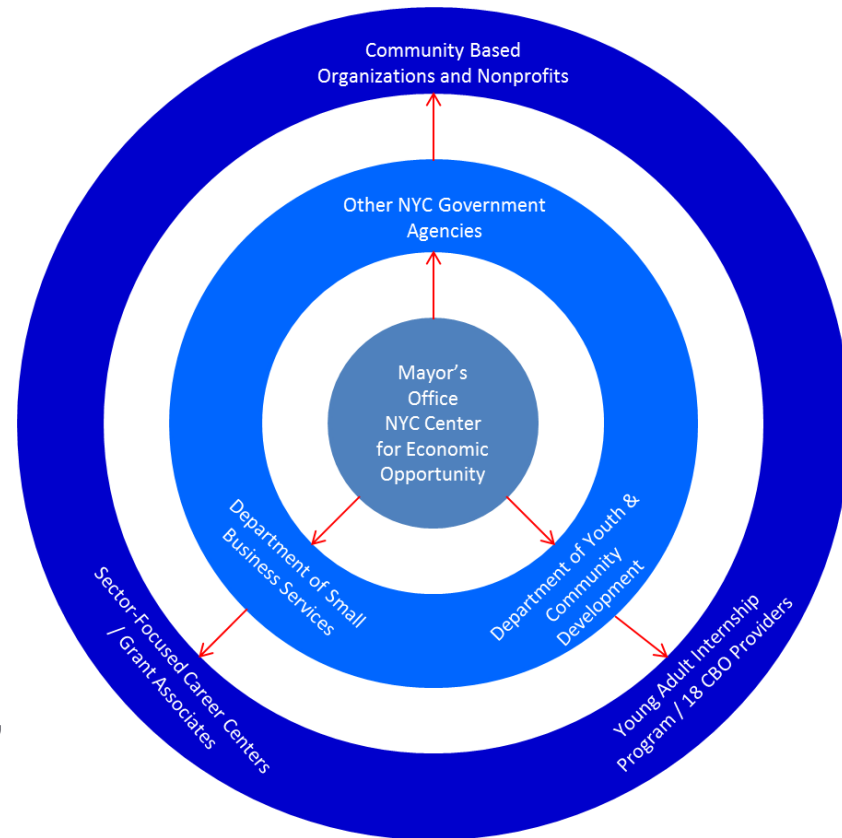 Community Based
Organizations and Nonprofits
Other NYC Government
Agencies
Mayor’s
Office
NYC Center
for Economic
Opportunity
Department of Small
Business Services
Department of Youth &
Community
Development
Sector-Focused Career Centers
/ Grant Associates
Young Adult Internship
Program / 18 CBO Providers